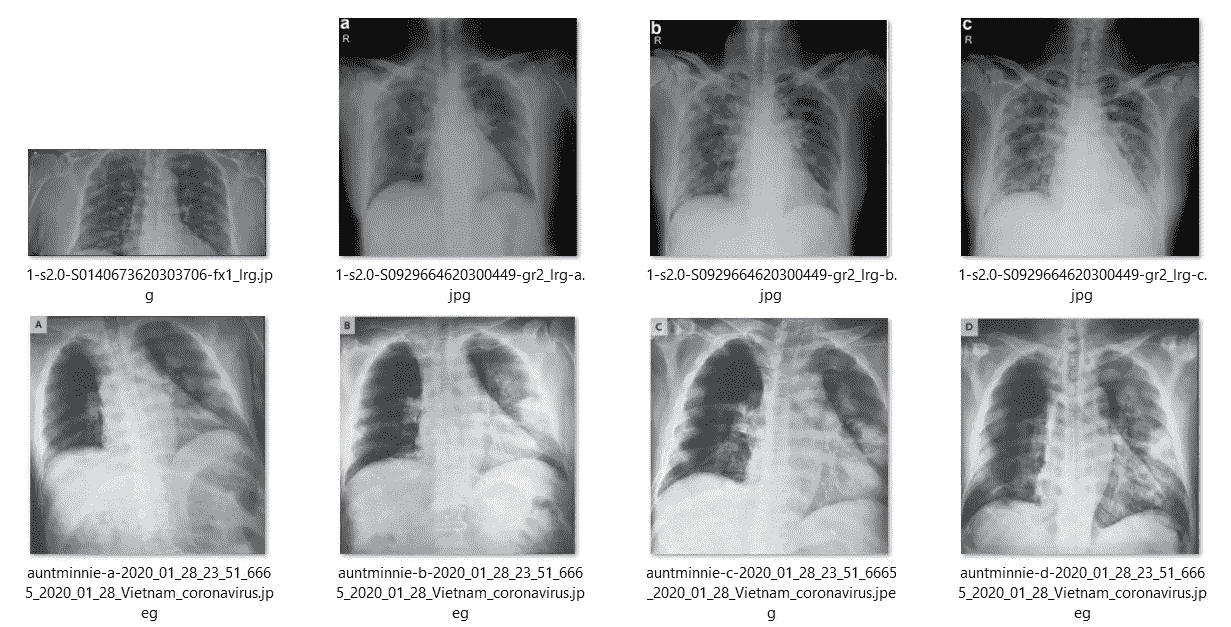 a
R
b
R
c
R
1-s2.0-S0140673620303706-fx1_lrg.jp
g
1-s2.0-S0929664620300449-gr2_lrg-a.
jpg
1-s2.0-S0929664620300449-gr2_lrg-b.
jpg
1-s2.0-S0929664620300449-gr2_lrg-c.
jpg
A
B
C
D
auntminnie-a-2020_01_28_23_51_666
5_2020_01_28_Vietnam_coronavirus.jp
eg
auntminnie-b-2020_01_28_23_51_666
5_2020_01_28_Vietnam_coronavirus.jp
eg
auntminnie-c-2020_01_28_23_51_6665
_2020_01_28_Vietnam_coronavirus.jpe
g
auntminnie-d-2020_01_28_23_51_666
5_2020_01_28_Vietnam_coronavirus.jp
eg